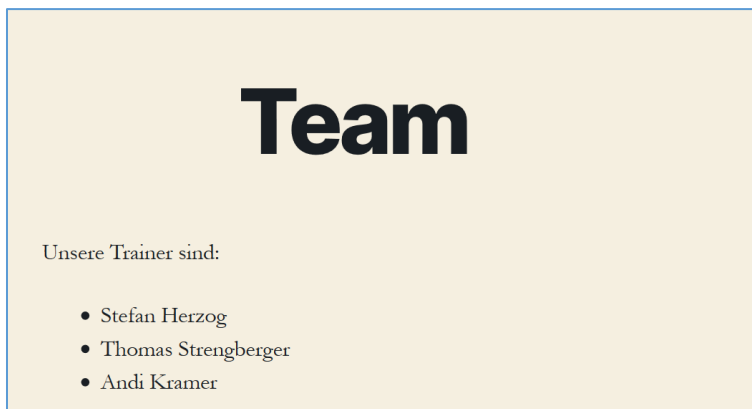 Team
Unsere Trainer sind:
• Stefan Herzog
• Thomas Strengberger
• Andi Kramer